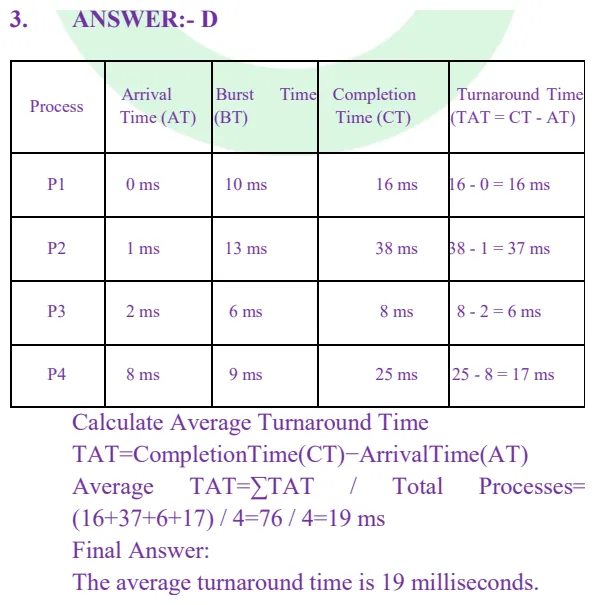 3. ANSWER:- D
Process Arrival Time (AT) Burst Time (BT) Completion Time (CT) Turnaround Time (TAT = CT - AT)
P1 0 ms 10 ms 16 ms 16 - 0 = 16 ms
P2 1 ms 13 ms 38 ms 38 - 1 = 37 ms
P3 2 ms 6 ms 8 ms 8 - 2 = 6 ms
P4 8 ms 9 ms 25 ms 25 - 8 = 17 ms
Calculate Average Turnaround Time
TAT=CompletionTime(CT)−ArrivalTime(AT)
Average TAT=∑TAT / Total Processes=
(16+37+6+17) / 4=76 / 4=19 ms
Final Answer:
The average turnaround time is 19 milliseconds.